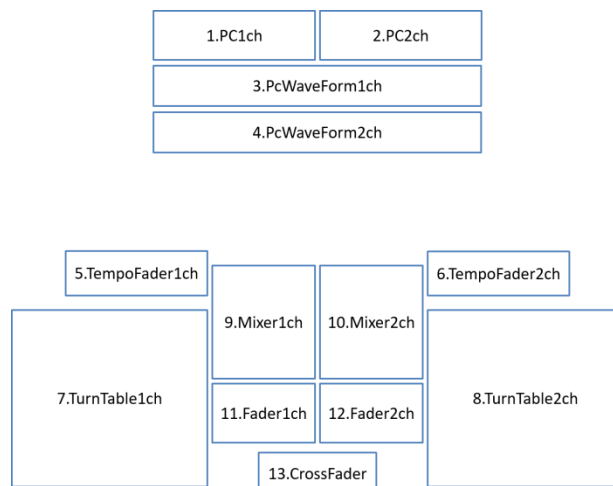 1.PC1ch
2.PC2ch
3.PcWaveForm1ch
4.PcWaveForm2ch
5.TempoFader1ch
6.TempoFader2ch
9.Mixer1ch
10.Mixer2ch
7.TurnTable1ch
8.TurnTable2ch
11.Fader1ch
12.Fader2ch
13.CrossFader